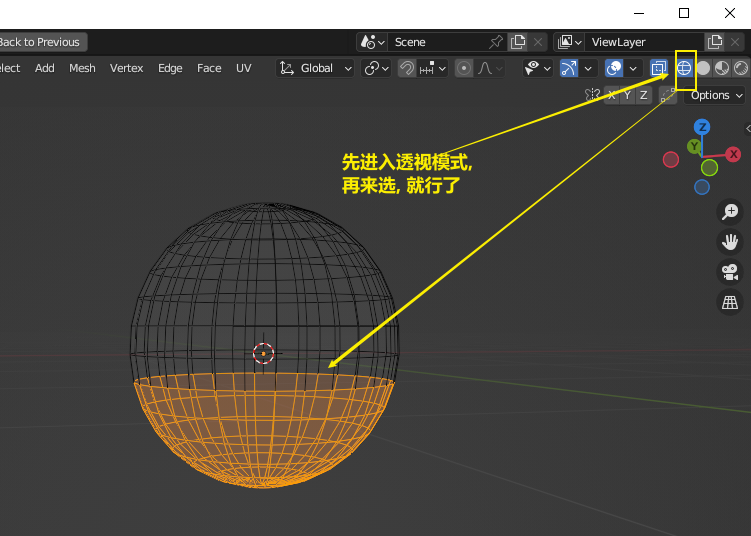 Back to Previous
Scene
ViewLayer
elect Add Mesh Vertex Edge Face UV
Global
X Y Z
Options
Z
Y
X
先进入透视模式,
再来选, 就行了